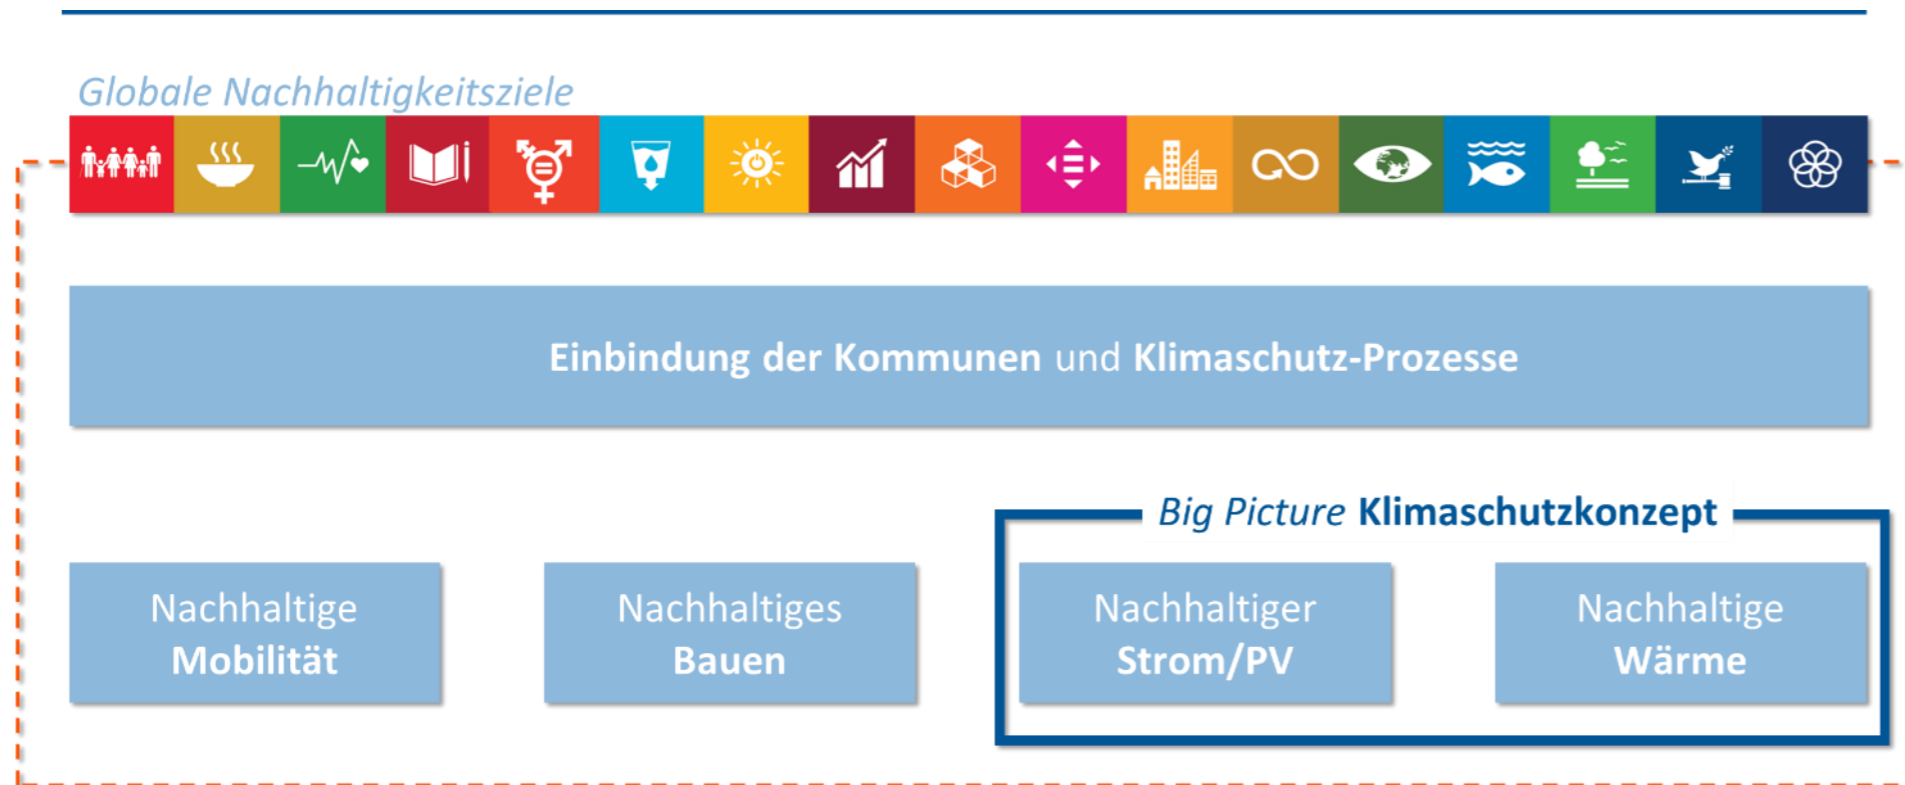 Globale Nachhaltigkeitsziele
Einbindung der Kommunen und Klimaschutz-Prozesse
Big Picture Klimaschutzkonzept
Nachhaltige
Mobilität
Nachhaltiges
Bauen
Nachhaltiger
Strom/PV
Nachhaltige
Wärme